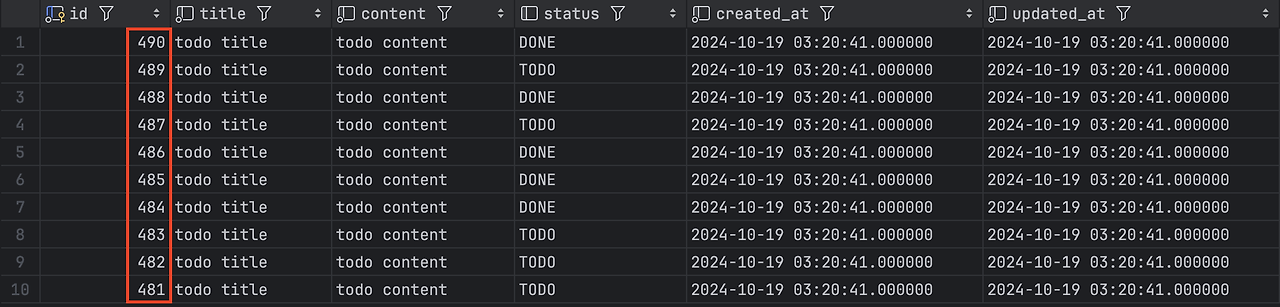 id title content status created_at updated_at
1 490 todo title todo content DONE 2024-10-19 03:20:41.000000 2024-10-19 03:20:41.000000
2 489 todo title todo content TODO 2024-10-19 03:20:41.000000 2024-10-19 03:20:41.000000
3 488 todo title todo content DONE 2024-10-19 03:20:41.000000 2024-10-19 03:20:41.000000
4 487 todo title todo content TODO 2024-10-19 03:20:41.000000 2024-10-19 03:20:41.000000
5 486 todo title todo content DONE 2024-10-19 03:20:41.000000 2024-10-19 03:20:41.000000
6 485 todo title todo content DONE 2024-10-19 03:20:41.000000 2024-10-19 03:20:41.000000
7 484 todo title todo content DONE 2024-10-19 03:20:41.000000 2024-10-19 03:20:41.000000
8 483 todo title todo content TODO 2024-10-19 03:20:41.000000 2024-10-19 03:20:41.000000
9 482 todo title todo content TODO 2024-10-19 03:20:41.000000 2024-10-19 03:20:41.000000
10 481 todo title todo content TODO 2024-10-19 03:20:41.000000 2024-10-19 03:20:41.000000